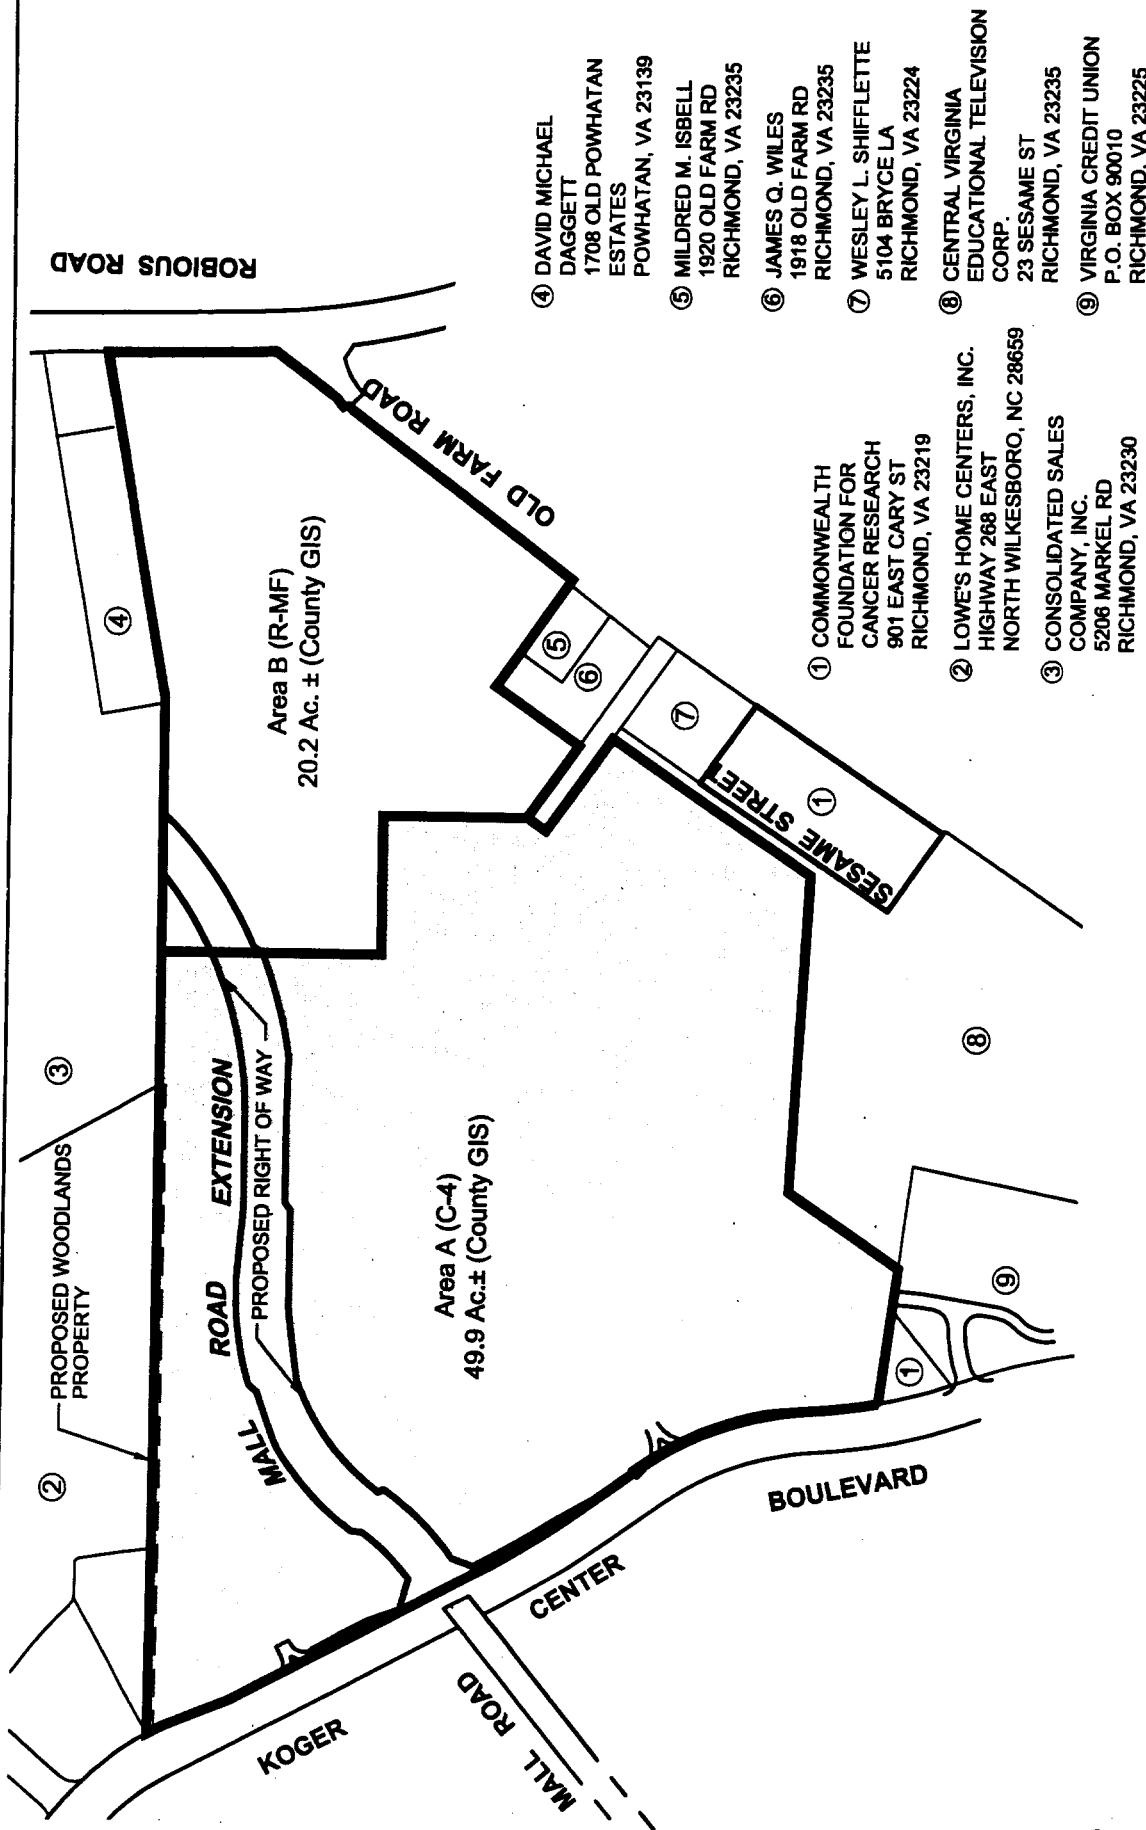 ROBIOUS ROAD
OLD FARM ROAD
④
Area B (R-MF)
20.2 Ac. ± (County GIS)
⑤
⑥
⑦
①
SESAME STREET
③
PROPOSED WOODLANDS
PROPERTY
②
MALL ROAD EXTENSION
PROPOSED RIGHT OF WAY
Area A (C-4)
49.9 Ac.± (County GIS)
⑧
⑨
①
KOGER CENTER BOULEVARD
MALL ROAD
① COMMONWEALTH
FOUNDATION FOR
CANCER RESEARCH
901 EAST CARY ST
RICHMOND, VA 23219
② LOWE'S HOME CENTERS, INC.
HIGHWAY 268 EAST
NORTH WILKESBORO, NC 28659
③ CONSOLIDATED SALES
COMPANY, INC.
5206 MARKEL RD
RICHMOND, VA 23230
④ DAVID MICHAEL
DAGGETT
1708 OLD POWHATAN
ESTATES
POWHATAN, VA 23139
⑤ MILDRED M. ISBELL
1920 OLD FARM RD
RICHMOND, VA 23235
⑥ JAMES Q. WILES
1918 OLD FARM RD
RICHMOND, VA 23235
⑦ WESLEY L. SHIFFLETTE
5104 BRYCE LA
RICHMOND, VA 23224
⑧ CENTRAL VIRGINIA
EDUCATIONAL TELEVISION
CORP.
23 SESAME ST
RICHMOND, VA 23235
⑨ VIRGINIA CREDIT UNION
P.O. BOX 90010
RICHMOND, VA 23225